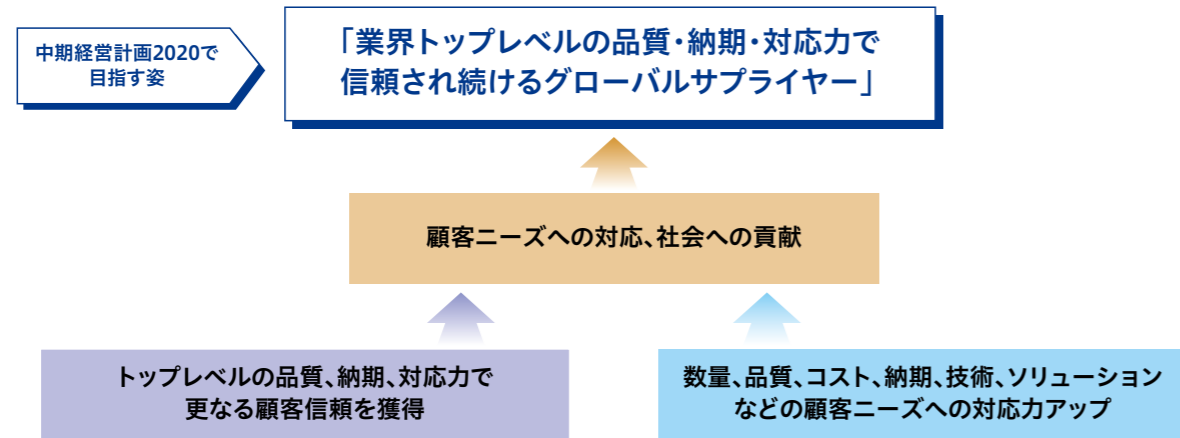 中期経営計画2020で
目指す姿
「業界トップレベルの品質・納期・対応力で
信頼され続けるグローバルサプライヤー」
顧客ニーズへの対応、社会への貢献
トップレベルの品質、納期、対応力で
更なる顧客信頼を獲得
数量、品質、コスト、納期、技術、ソリューション
などの顧客ニーズへの対応力アップ